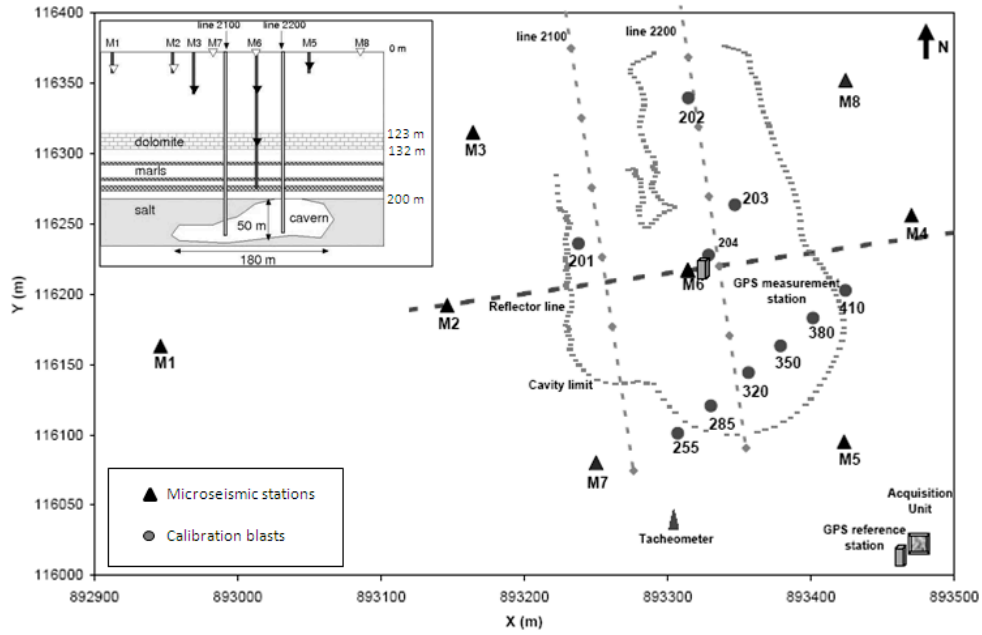 line 2100
line 2200
M1
M2
M3
M7
M6
M5
M8
0 m
dolomite
123 m
132 m
marls
200 m
salt
50 m
cavern
180 m
line 2100
line 2200
N
M8
202
M3
203
M4
201
204
M6
GPS measurement
station
410
Reflector line
M2
380
M1
350
Cavity limit
320
285
255
M5
M7
Microseismic stations
Calibration blasts
Tacheometer
Acquisition
Unit
GPS reference
station
116400
116350
116300
116250
116200
116150
116100
116050
116000
Y (m)
892900
893000
893100
893200
893300
893400
893500
X (m)